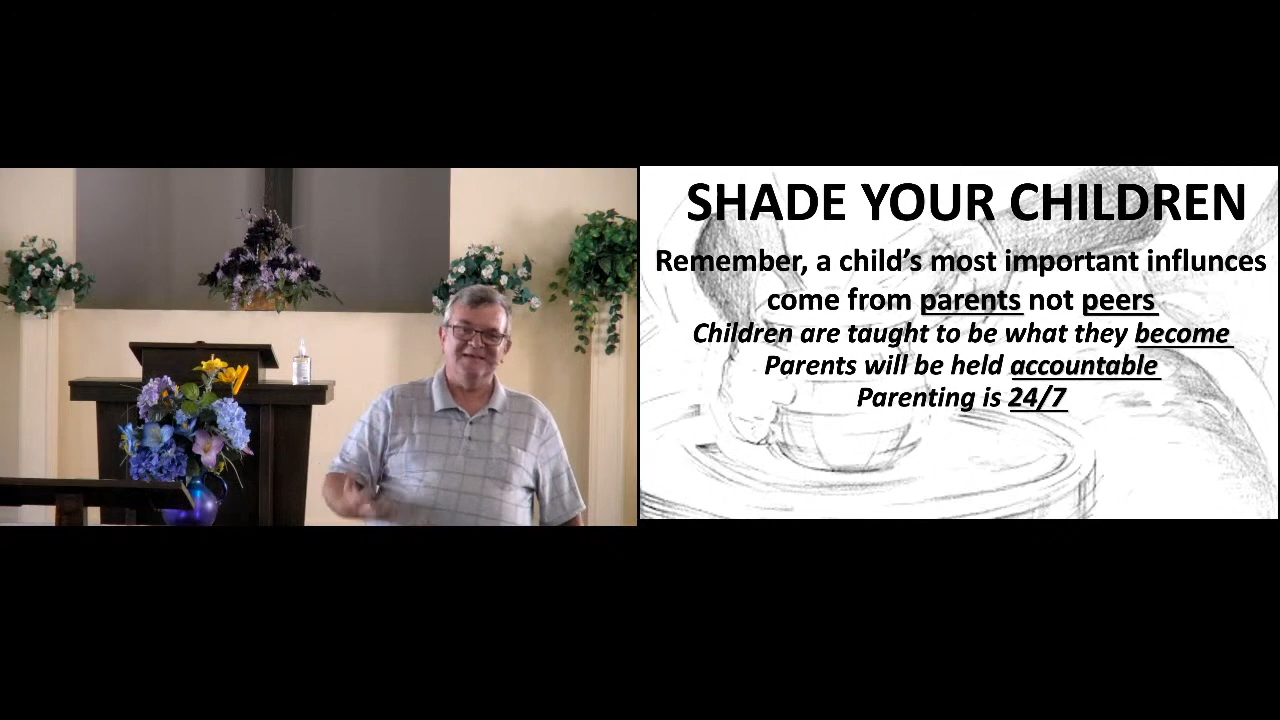 SHADE YOUR CHILDREN
Remember, a child's most important influnces
come from parents not peers
Children are taught to be what they become
Parents will be held accountable
Parenting is 24/7